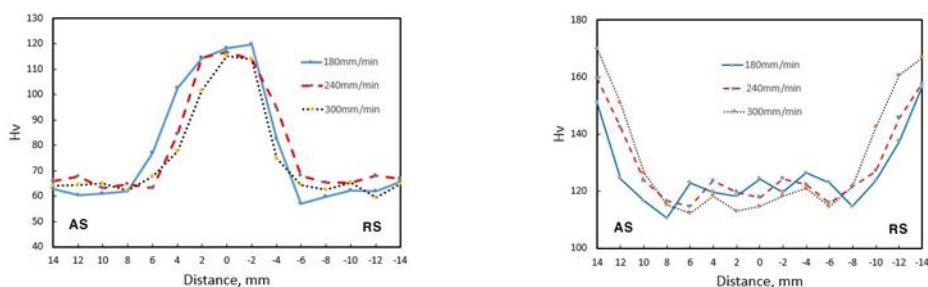 130
120
110
100
90
80
70
60
50
40
Hv
180mm/min
240mm/min
300mm/min
AS
RS
14 12 10 8 6 4 2 0 -2 -4 -6 -8 -10 -12 -14
Distance, mm
180
160
140
120
100
Hv
180mm/min
240mm/min
300mm/min
AS
RS
14 12 10 8 6 4 2 0 -2 -4 -6 -8 -10 -12 -14
Distance, mm